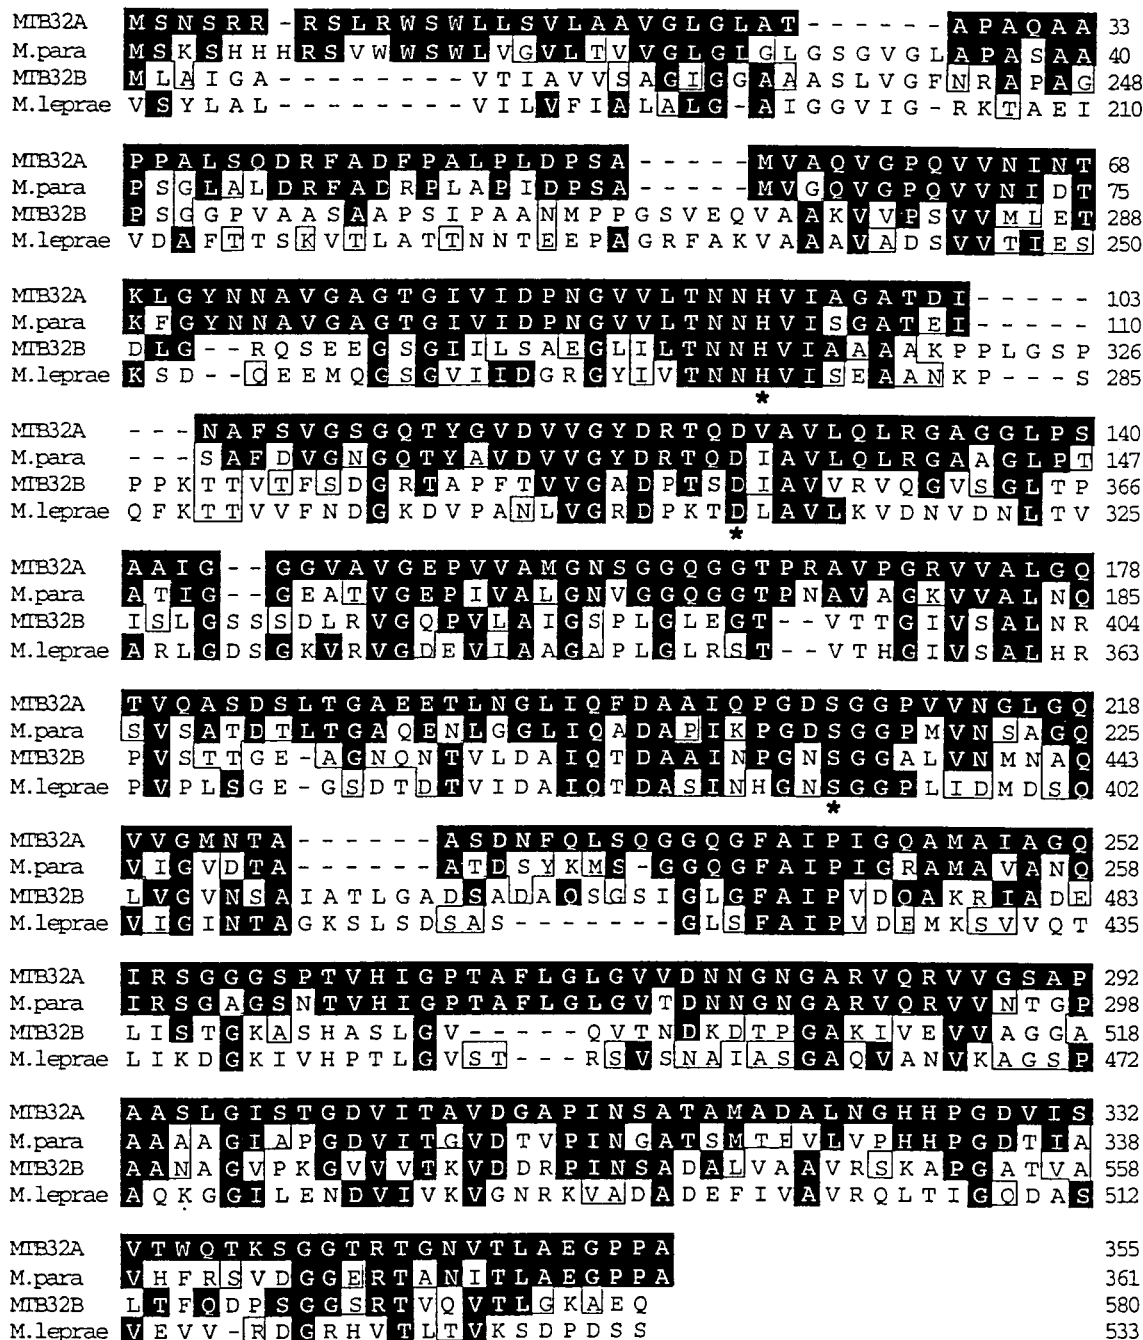 MTB32A M S N S R R - R S L R W S W L L S V L A A V G L G L A T - - - - - - A P A Q A A 33
M.para M S K S H H H R S V W W S W L V G V L T V V G L G L G L G S G V G L A P A S A A 40
MTB32B M L A I G A - - - - - - - - V T I A V V S A G I G G A A A S L V G F N R A P A G 248
M.leprae V S Y L A L - - - - - - - - V I L V F I A L A L G - A I G G V I G - R K T A E I 210
MTB32A P P A L S Q D R F A D F P A L P L D P S A - - - - - M V A Q V G P Q V V N I N T 68
M.para P S G L A L D R F A D R P L A P I D P S A - - - - - M V G Q V G P Q V V N I D T 75
MTB32B P S G G P V A A S A A P S I P A A N M P P G S V E Q V A A K V V P S V V M L E T 288
M.leprae V D A F T T S K V T L A T T N N T E E P A G R F A K V A A A V A D S V V T I E S 250
MTB32A K L G Y N N A V G A G T G I V I D P N G V V L T N N H V I A G A T D I - - - - - 103
M.para K F G Y N N A V G A G T G I V I D P N G V V L T N N H V I S G A T E I - - - - - 110
MTB32B D L G - - R Q S E E G S G I I L S A E G L I L T N N H V I A A A A K P P L G S P 326
M.leprae K S D - - Q E E M Q G S G V I I D G R G Y I V T N N H V I S E A A N K P - - - S 285
*
MTB32A - - - N A F S V G S G Q T Y G V D V V G Y D R T Q D V A V L Q L R G A G G L P S 140
M.para - - - S A F D V G N G Q T Y A V D V V G Y D R T Q D I A V L Q L R G A A G L P T 147
MTB32B P P K T T V T F S D G R T A P F T V V G A D P T S D I A V V R V Q G V S G L T P 366
M.leprae Q F K T T V V F N D G K D V P A N L V G R D P K T D L A V L K V D N V D N L T V 325
*
MTB32A A A I G - - G G V A V G E P V V A M G N S G G Q G G T P R A V P G R V V A L G Q 178
M.para A T I G - - G E A T V G E P I V A L G N V G G Q G G T P N A V A G K V V A L N Q 185
MTB32B I S L G S S S D L R V G Q P V L A I G S P L G L E G T - - V T T G I V S A L N R 404
M.leprae A R L G D S G K V R V G D E V I A A G A P L G L R S T - - V T H G I V S A L H R 363
MTB32A T V Q A S D S L T G A E E T L N G L I Q F D A A I Q P G D S G G P V V N G L G Q 218
M.para S V S A T D T L T G A Q E N L G G L I Q A D A P I K P G D S G G P M V N S A G Q 225
MTB32B P V S T T G E - A G N Q N T V L D A I Q T D A A I N P G N S G G A L V N M N A Q 443
M.leprae P V P L S G E - G S D T D T V I D A I Q T D A S I N H G N S G G P L I D M D S Q 402
*
MTB32A V V G M N T A - - - - - - A S D N F Q L S Q G G Q G F A I P I G Q A M A I A G Q 252
M.para V I G V D T A - - - - - - A T D S Y K M S - G G Q G F A I P I G R A M A V A N Q 258
MTB32B L V G V N S A I A T L G A D S A D A Q S G S I G L G F A I P V D Q A K R I A D E 483
M.leprae V I G I N T A G K S L S D S A S - - - - - - - G L S F A I P V D E M K S V V Q T 435
MTB32A I R S G G G S P T V H I G P T A F L G L G V V D N N G N G A R V Q R V V G S A P 292
M.para I R S G A G S N T V H I G P T A F L G L G V T D N N G N G A R V Q R V V N T G P 298
MTB32B L I S T G K A S H A S L G V - - - - - Q V T N D K D T P G A K I V E V V A G G A 518
M.leprae L I K D G K I V H P T L G V S T - - - R S V S N A I A S G A Q V A N V K A G S P 472
MTB32A A A S L G I S T G D V I T A V D G A P I N S A T A M A D A L N G H H P G D V I S 332
M.para A A A A G I A P G D V I T G V D T V P I N G A T S M T E V L V P H H P G D T I A 338
MTB32B A A N A G V P K G V V V T K V D D R P I N S A D A L V A A V R S K A P G A T V A 558
M.leprae A Q K G G I L E N D V I V K V G N R K V A D A D E F I V A V R Q L T I G Q D A S 512
MTB32A V T W Q T K S G G T R T G N V T L A E G P P A 355
M.para V H F R S V D G G E R T A N I T L A E G P P A 361
MTB32B L T F Q D P S G G S R T V Q V T L G K A E Q 580
M.leprae V E V V - R D G R H V T L T V K S D P D S S 533